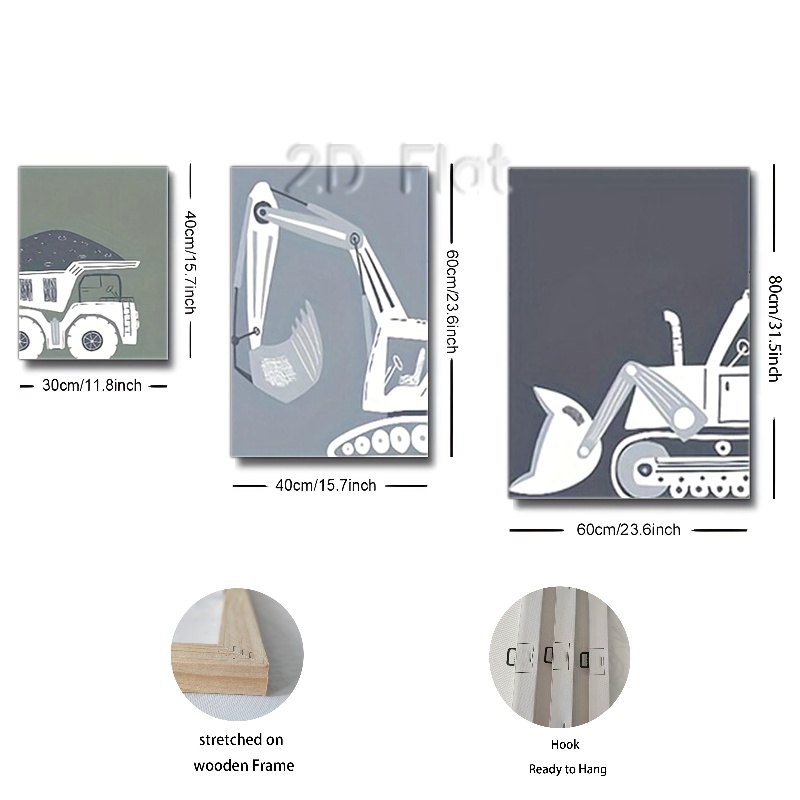 2D Flat
40cm/15.7inch
30cm/11.8inch
60cm/23.6inch
40cm/15.7inch
80cm/31.5inch
60cm/23.6inch
stretched on
wooden Frame
Hook
Ready to Hang